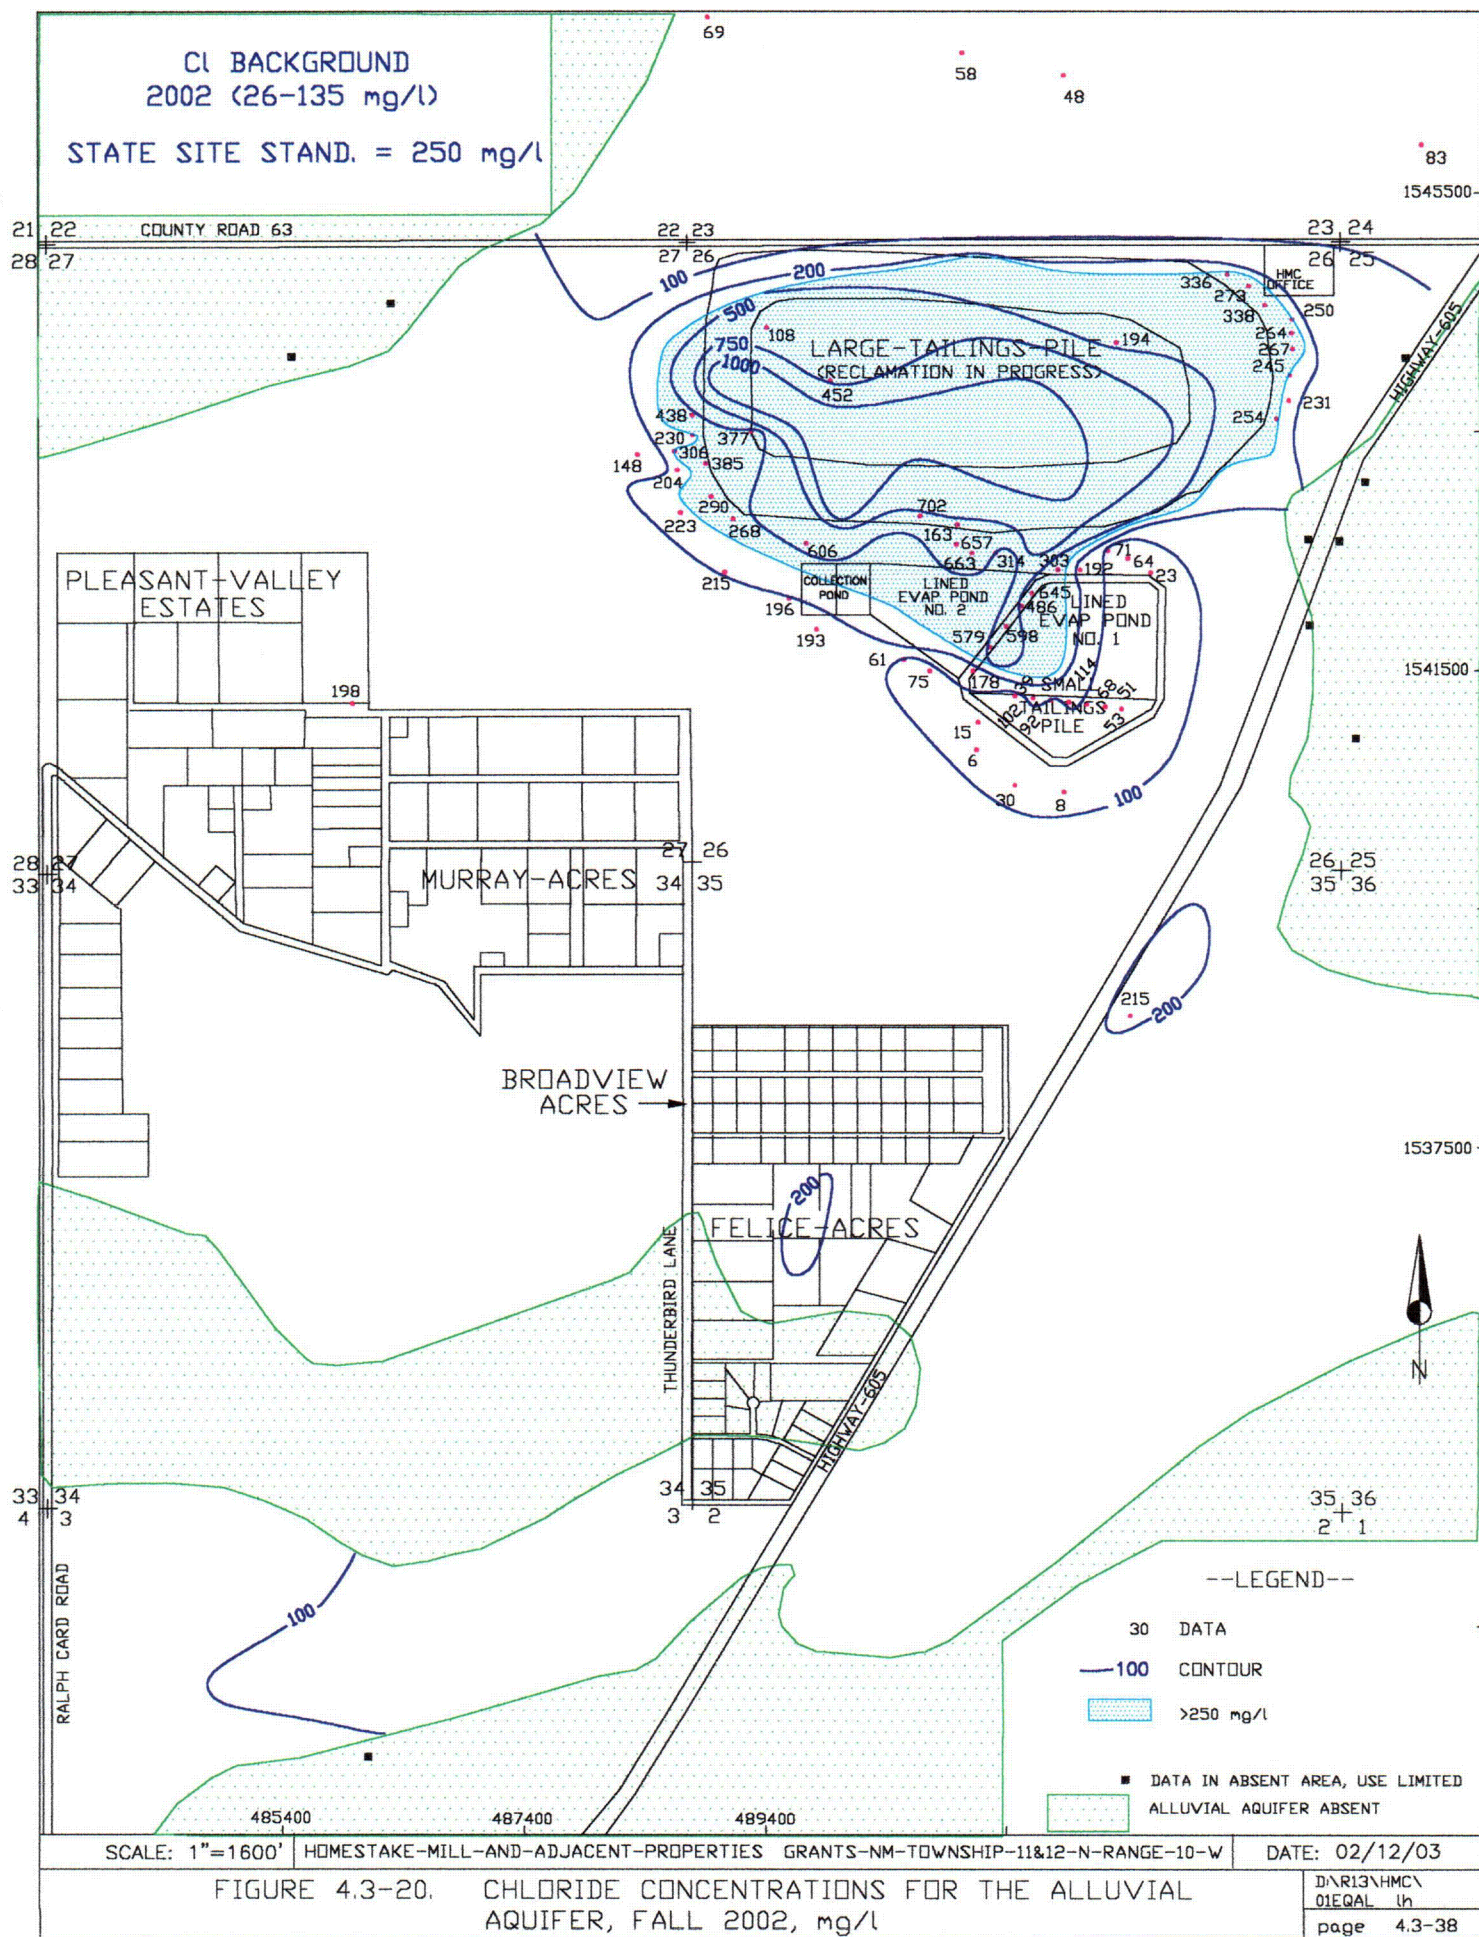 Cl BACKGROUND
2002 (26-135 mg/l)
STATE SITE STAND. = 250 mg/l
69
58
48
83
1545500
21 22
28 27
COUNTY ROAD 63
22 23
27 26
23 24
26 25
100
200
336
273
HMC
OFFICE
338
250
500
108
264
750
LARGE-TAILINGS-PILE
194
267
1000
(RECLAMATION IN PROGRESS)
245
HIGHWAY-605
452
231
438
254
230
377
148
306
385
204
290
702
223
268
163
657
606
663
314
303
71
64
192
23
215
COLLECTION
POND
LINED
EVAP POND
NO. 2
645
486
LINED
EVAP POND
NO. 1
196
193
579
598
PLEASANT-VALLEY
ESTATES
61
75
178
39
SMALL
114
68
51
1541500
198
102
92
TAILINGS
PILE
53
15
6
30
8
100
28 27
33 34
MURRAY-ACRES
27 26
34 35
26 25
35 36
215
200
BROADVIEW
ACRES
1537500
200
FELICE-ACRES
THUNDERBIRD LANE
N
HIGHWAY-605
33 34
4 3
34 35
3 2
35 36
2 1
RALPH CARD ROAD
100
--LEGEND--
30 DATA
100 CONTOUR
>250 mg/l
DATA IN ABSENT AREA, USE LIMITED
ALLUVIAL AQUIFER ABSENT
485400
487400
489400
SCALE: 1"=1600'
HOMESTAKE-MILL-AND-ADJACENT-PROPERTIES GRANTS-NM-TOWNSHIP-11&12-N-RANGE-10-W
DATE: 02/12/03
FIGURE 4.3-20. CHLORIDE CONCENTRATIONS FOR THE ALLUVIAL
AQUIFER, FALL 2002, mg/l
D:\R13\HMC\
01EQAL lh
page 4.3-38